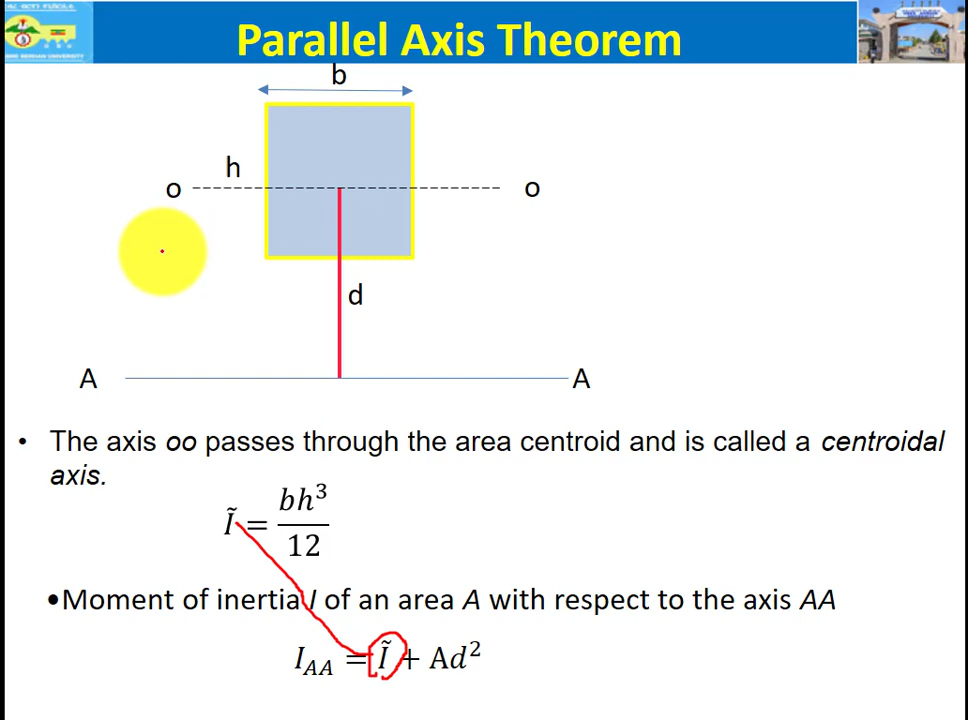 Parallel Axis Theorem
b
h
o o
d
A A
• The axis oo passes through the area centroid and is called a centroidal
axis.
Ĩ = bh³/12
•Moment of inertia I of an area A with respect to the axis AA
I_AA = Ĩ + Ad²